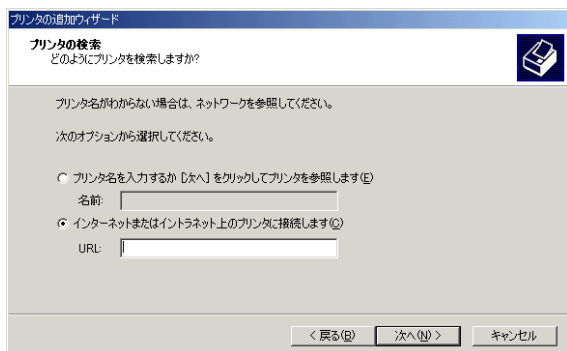 プリンタの追加ウィザード
プリンタの検索
どのようにプリンタを検索しますか?
プリンタ名がわからない場合は、ネットワークを参照してください。
次のオプションから選択してください。
プリンタ名を入力するか [次へ] をクリックしてプリンタを参照します(E)
名前:
インターネットまたはイントラネット上のプリンタに接続します(C)
URL:
< 戻る(B)
次へ(N) >
キャンセル